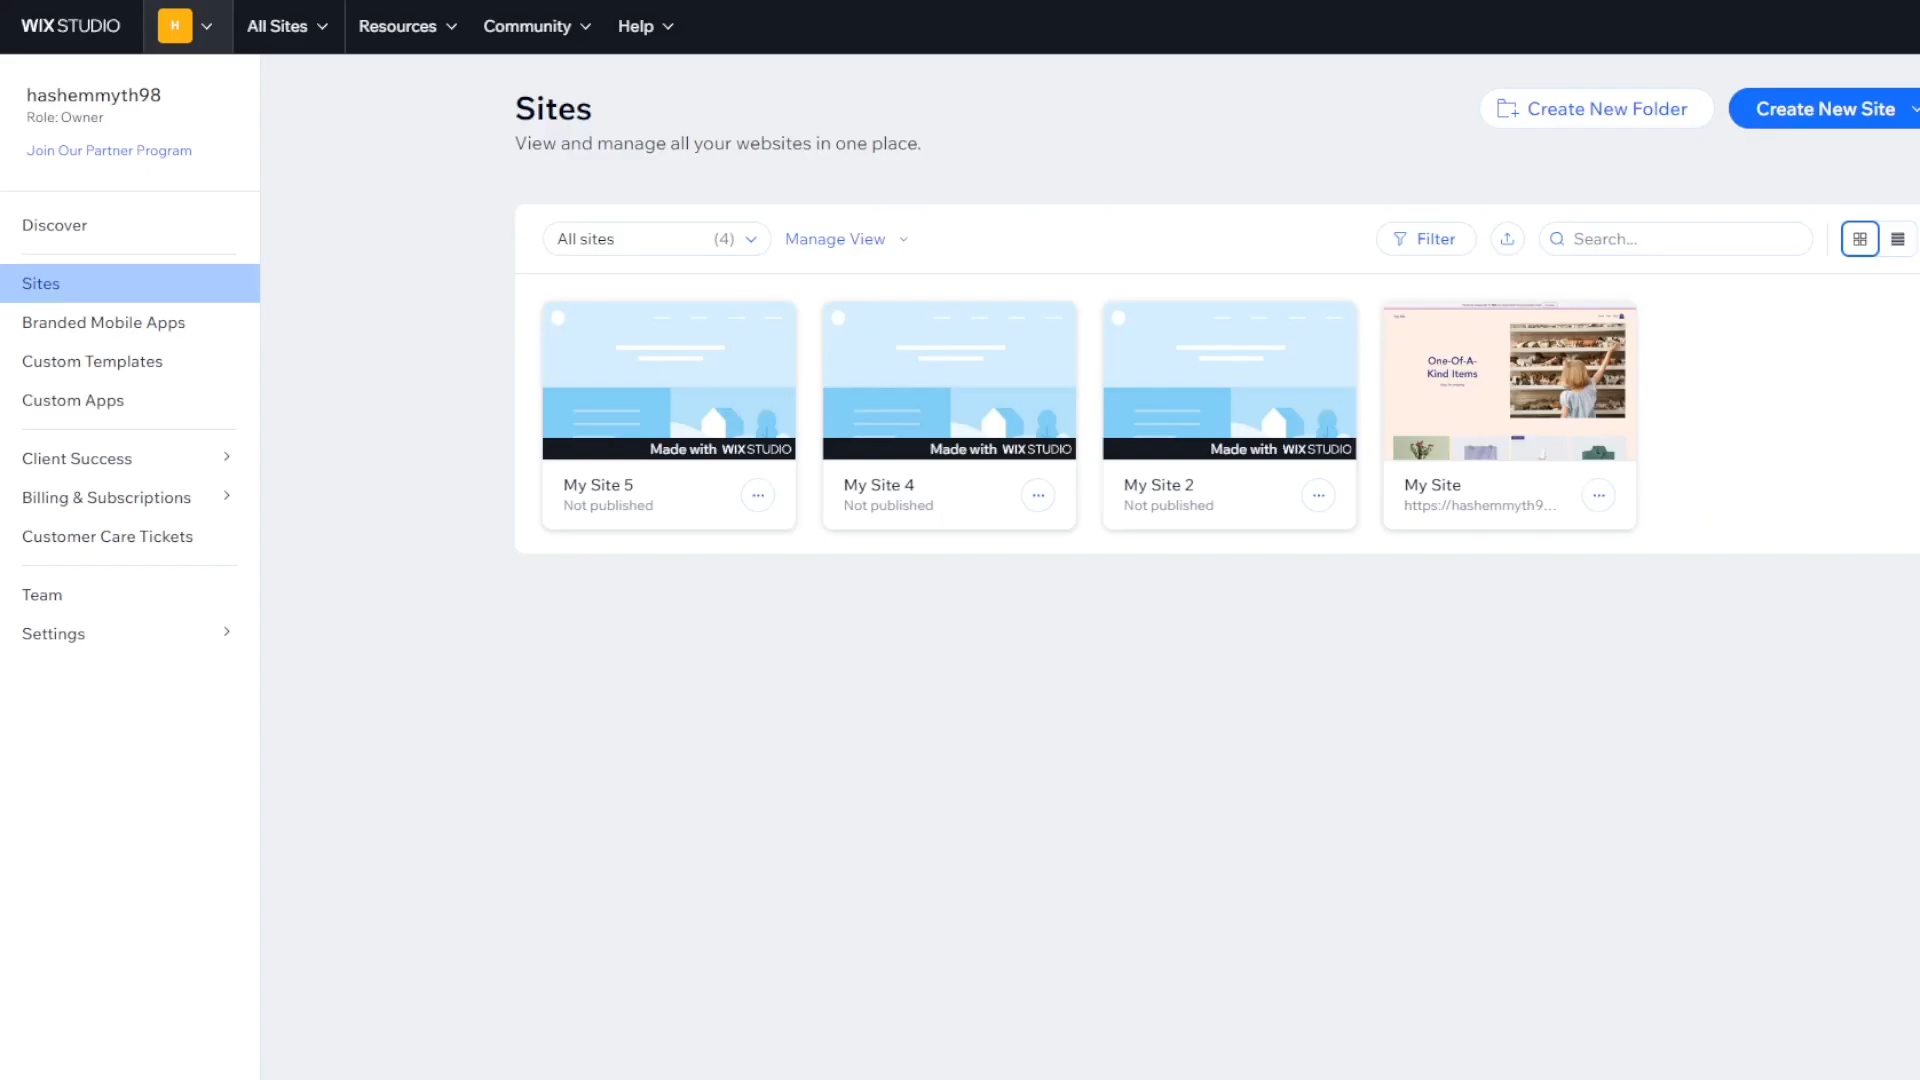 WIX STUDIO
H
All Sites
Resources
Community
Help
hashemmyth98
Role: Owner
Join Our Partner Program
Discover
Sites
Branded Mobile Apps
Custom Templates
Custom Apps
Client Success
Billing & Subscriptions
Customer Care Tickets
Team
Settings
Sites
View and manage all your websites in one place.
Create New Folder
Create New Site
All sites (4)
Manage View
Filter
Search...
Made with WIX STUDIO
My Site 5
Not published
Made with WIX STUDIO
My Site 4
Not published
Made with WIX STUDIO
My Site 2
Not published
One-Of-A-
Kind Items
My Site
https://hashemmyth9...